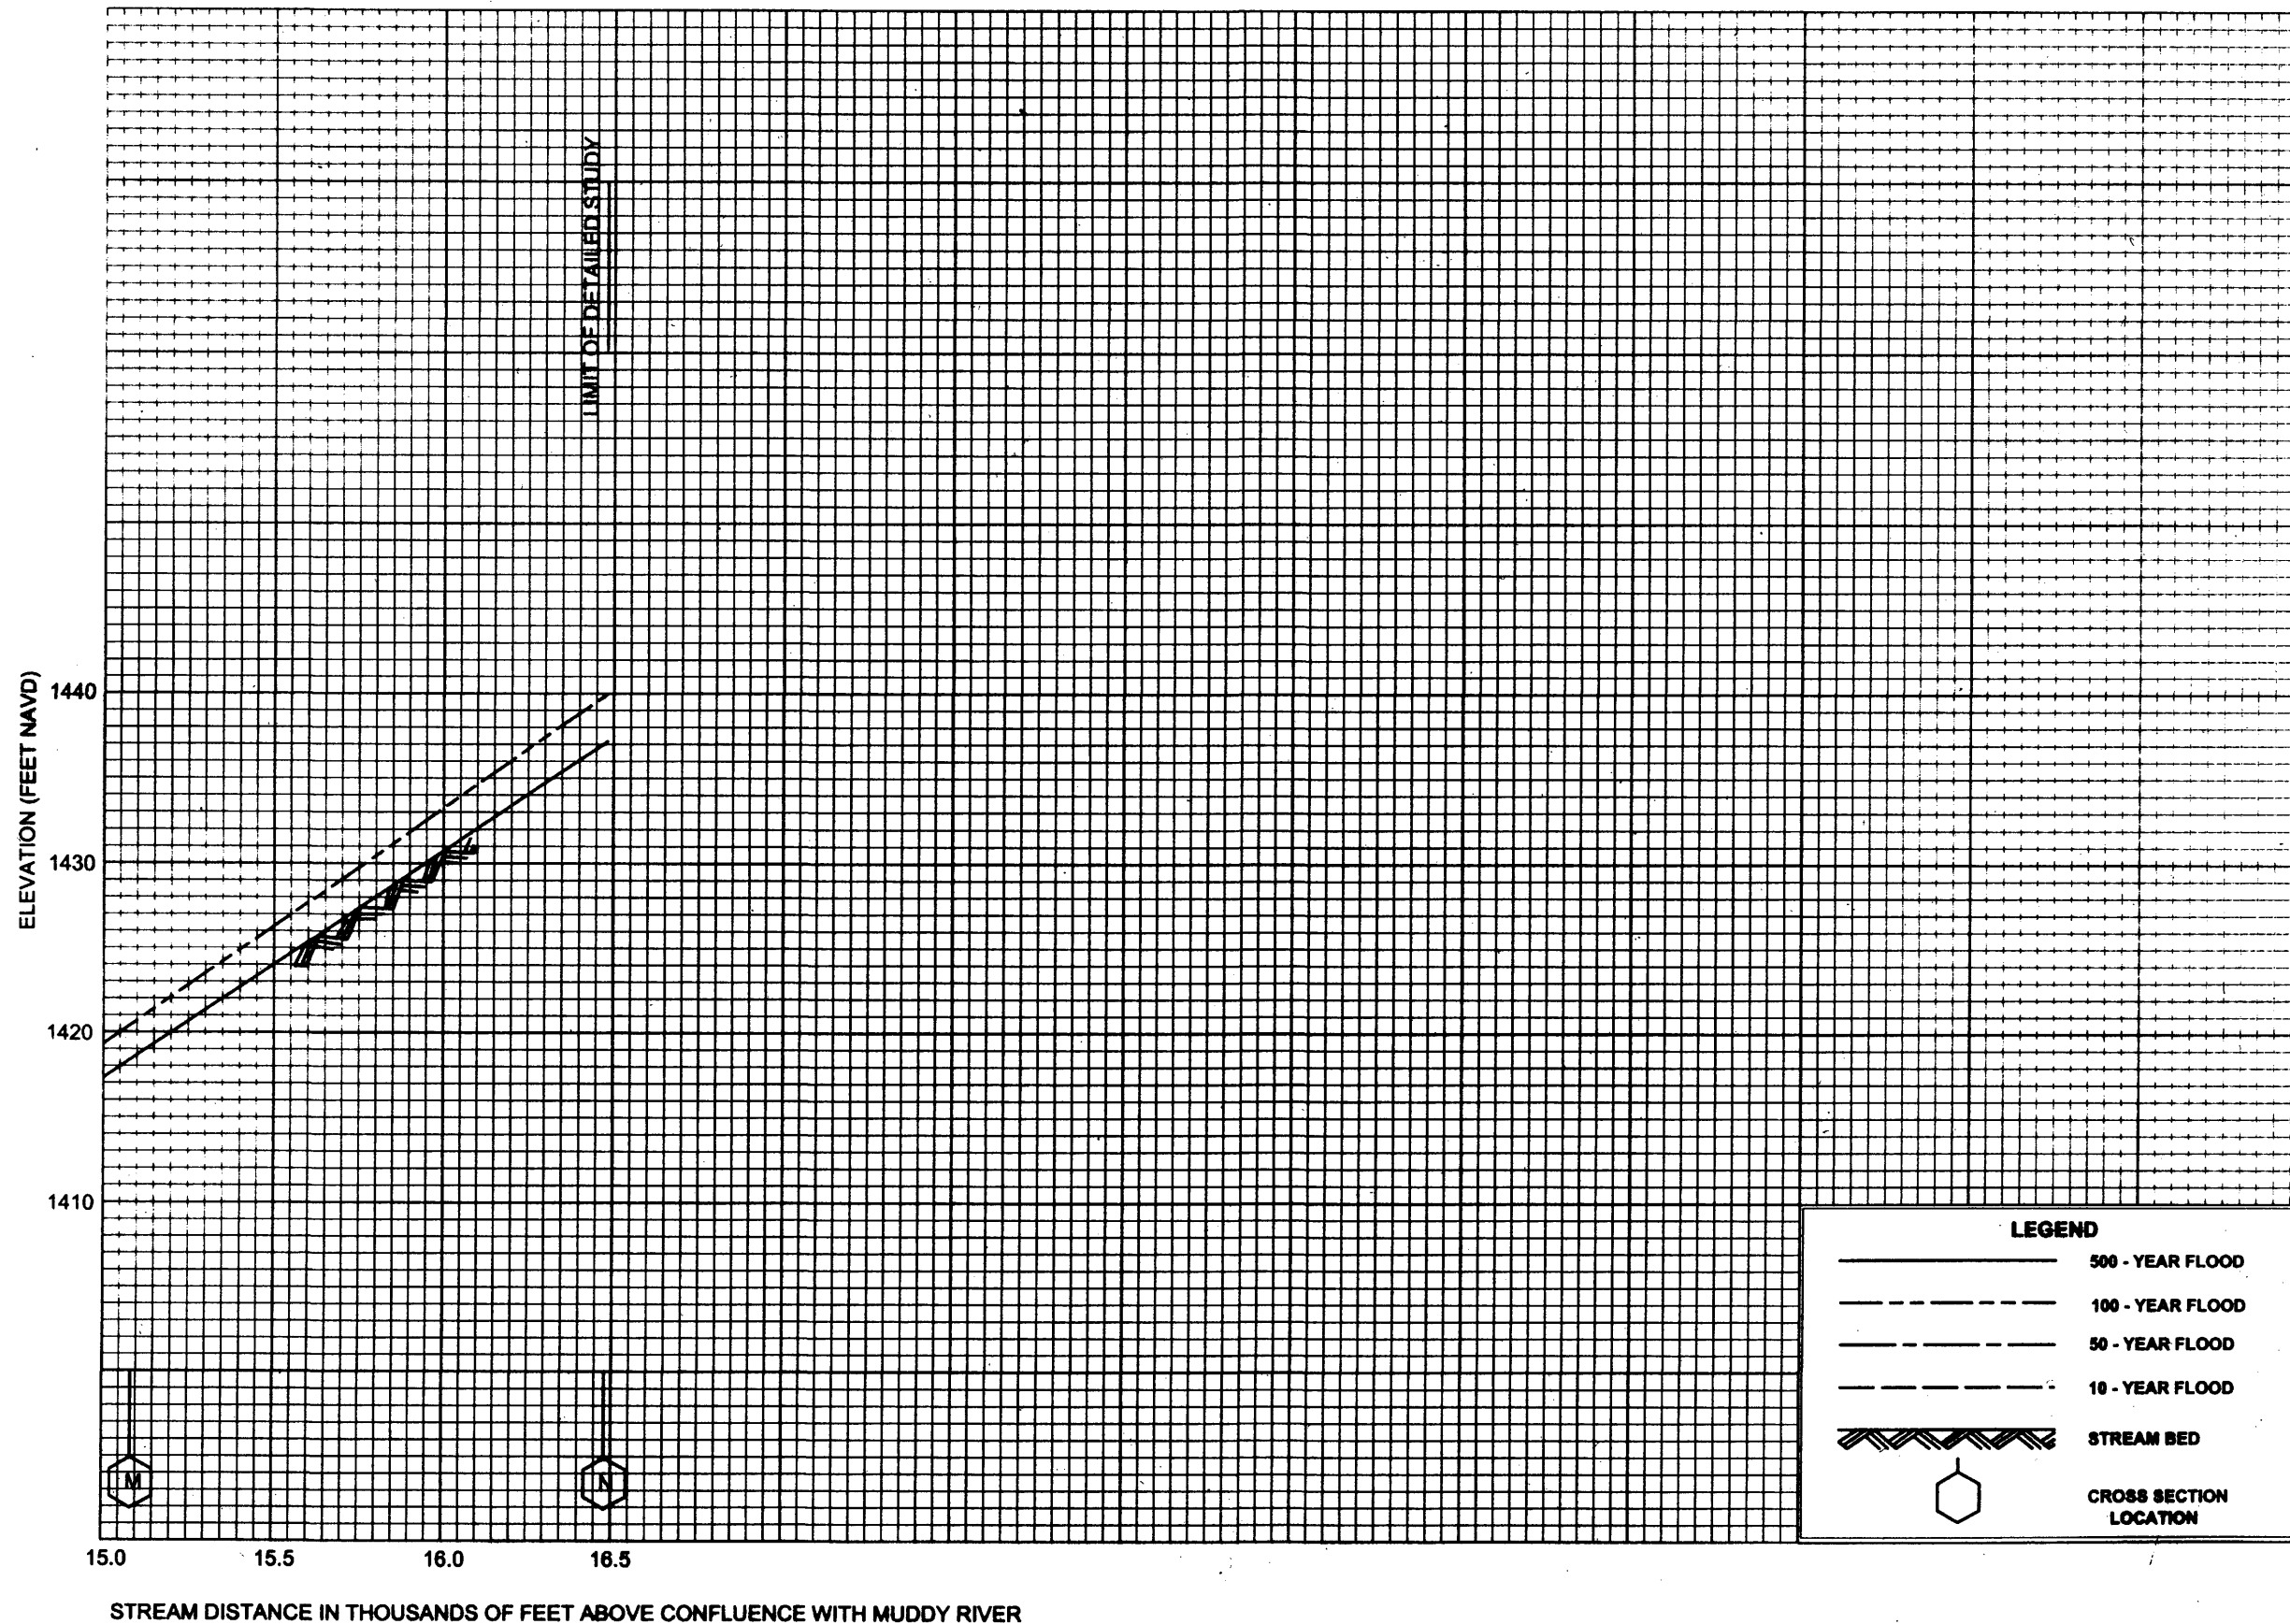 LIMIT OF DETAILED STUDY
ELEVATION (FEET NAVD)
1440
1430
1420
1410
M
N
15.0
15.5
16.0
16.5
STREAM DISTANCE IN THOUSANDS OF FEET ABOVE CONFLUENCE WITH MUDDY RIVER
LEGEND
500 - YEAR FLOOD
100 - YEAR FLOOD
50 - YEAR FLOOD
10 - YEAR FLOOD
STREAM BED
CROSS SECTION
LOCATION